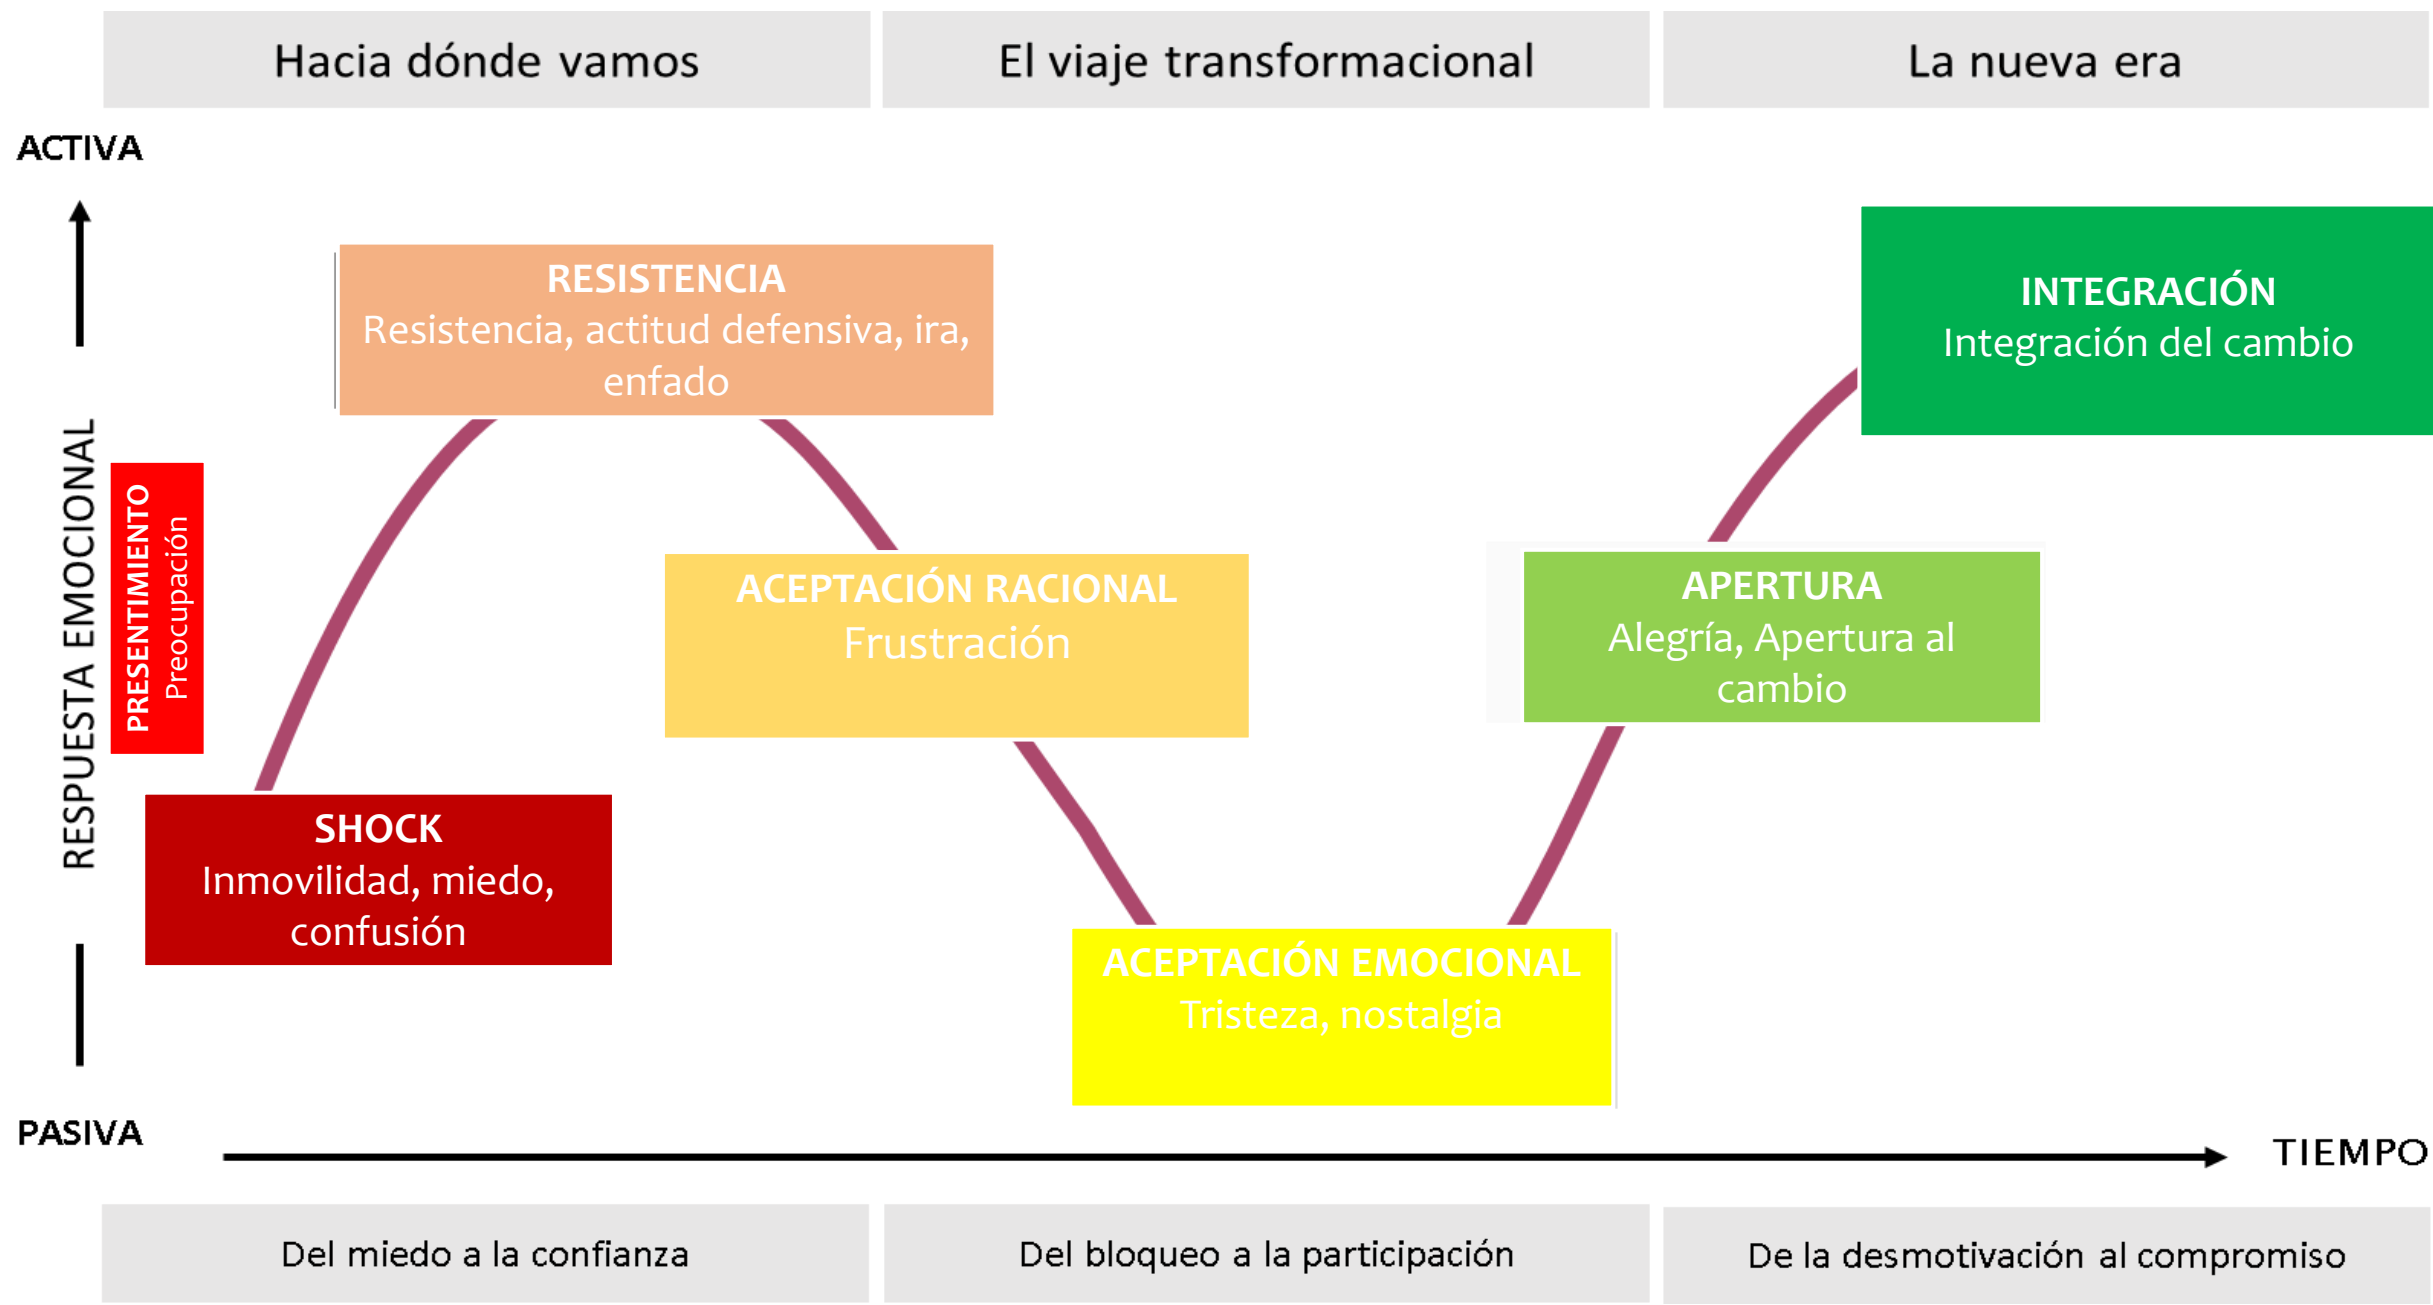 Hacia dónde vamos
El viaje transformacional
La nueva era
ACTIVA
RESPUESTA EMOCIONAL
PRESENTIMIENTO
Preocupación
RESISTENCIA
Resistencia, actitud defensiva, ira,
enfado
INTEGRACIÓN
Integración del cambio
ACEPTACIÓN RACIONAL
Frustración
APERTURA
Alegría, Apertura al
cambio
SHOCK
Inmovilidad, miedo,
confusión
ACEPTACIÓN EMOCIONAL
Tristeza, nostalgia
PASIVA
TIEMPO
Del miedo a la confianza
Del bloqueo a la participación
De la desmotivación al compromiso